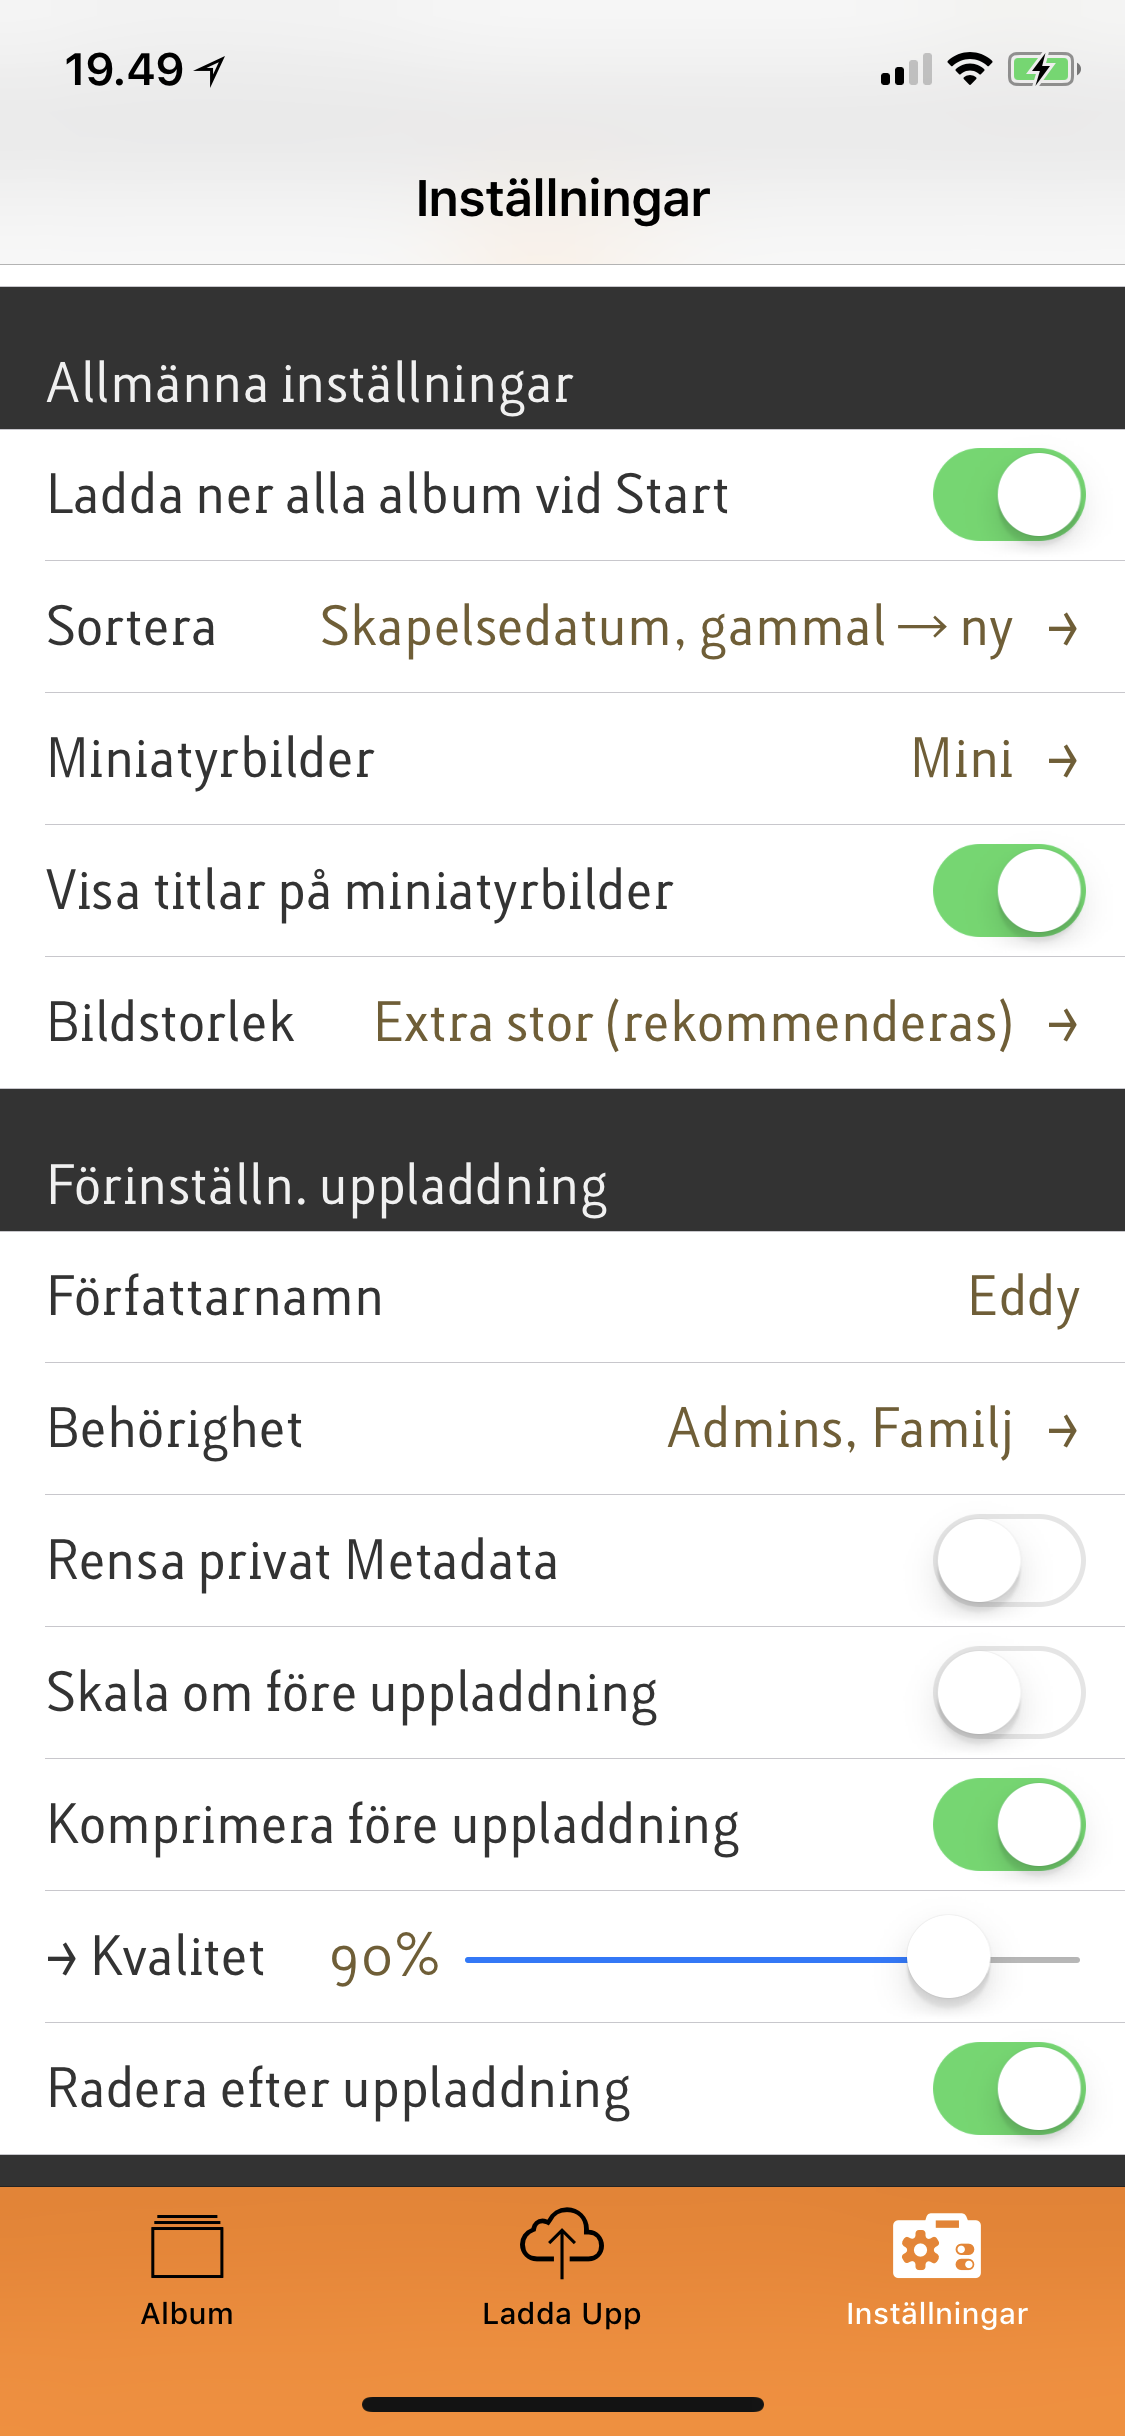 19.49
Inställningar
Allmänna inställningar
Ladda ner alla album vid Start
Sortera Skapelsedatum, gammal → ny →
Miniatyrbilder Mini →
Visa titlar på miniatyrbilder
Bildstorlek Extra stor (rekommenderas) →
Förinställn. uppladdning
Författarnamn Eddy
Behörighet Admins, Familj →
Rensa privat Metadata
Skala om före uppladdning
Komprimera före uppladdning
→ Kvalitet 90%
Radera efter uppladdning
Album Ladda Upp Inställningar